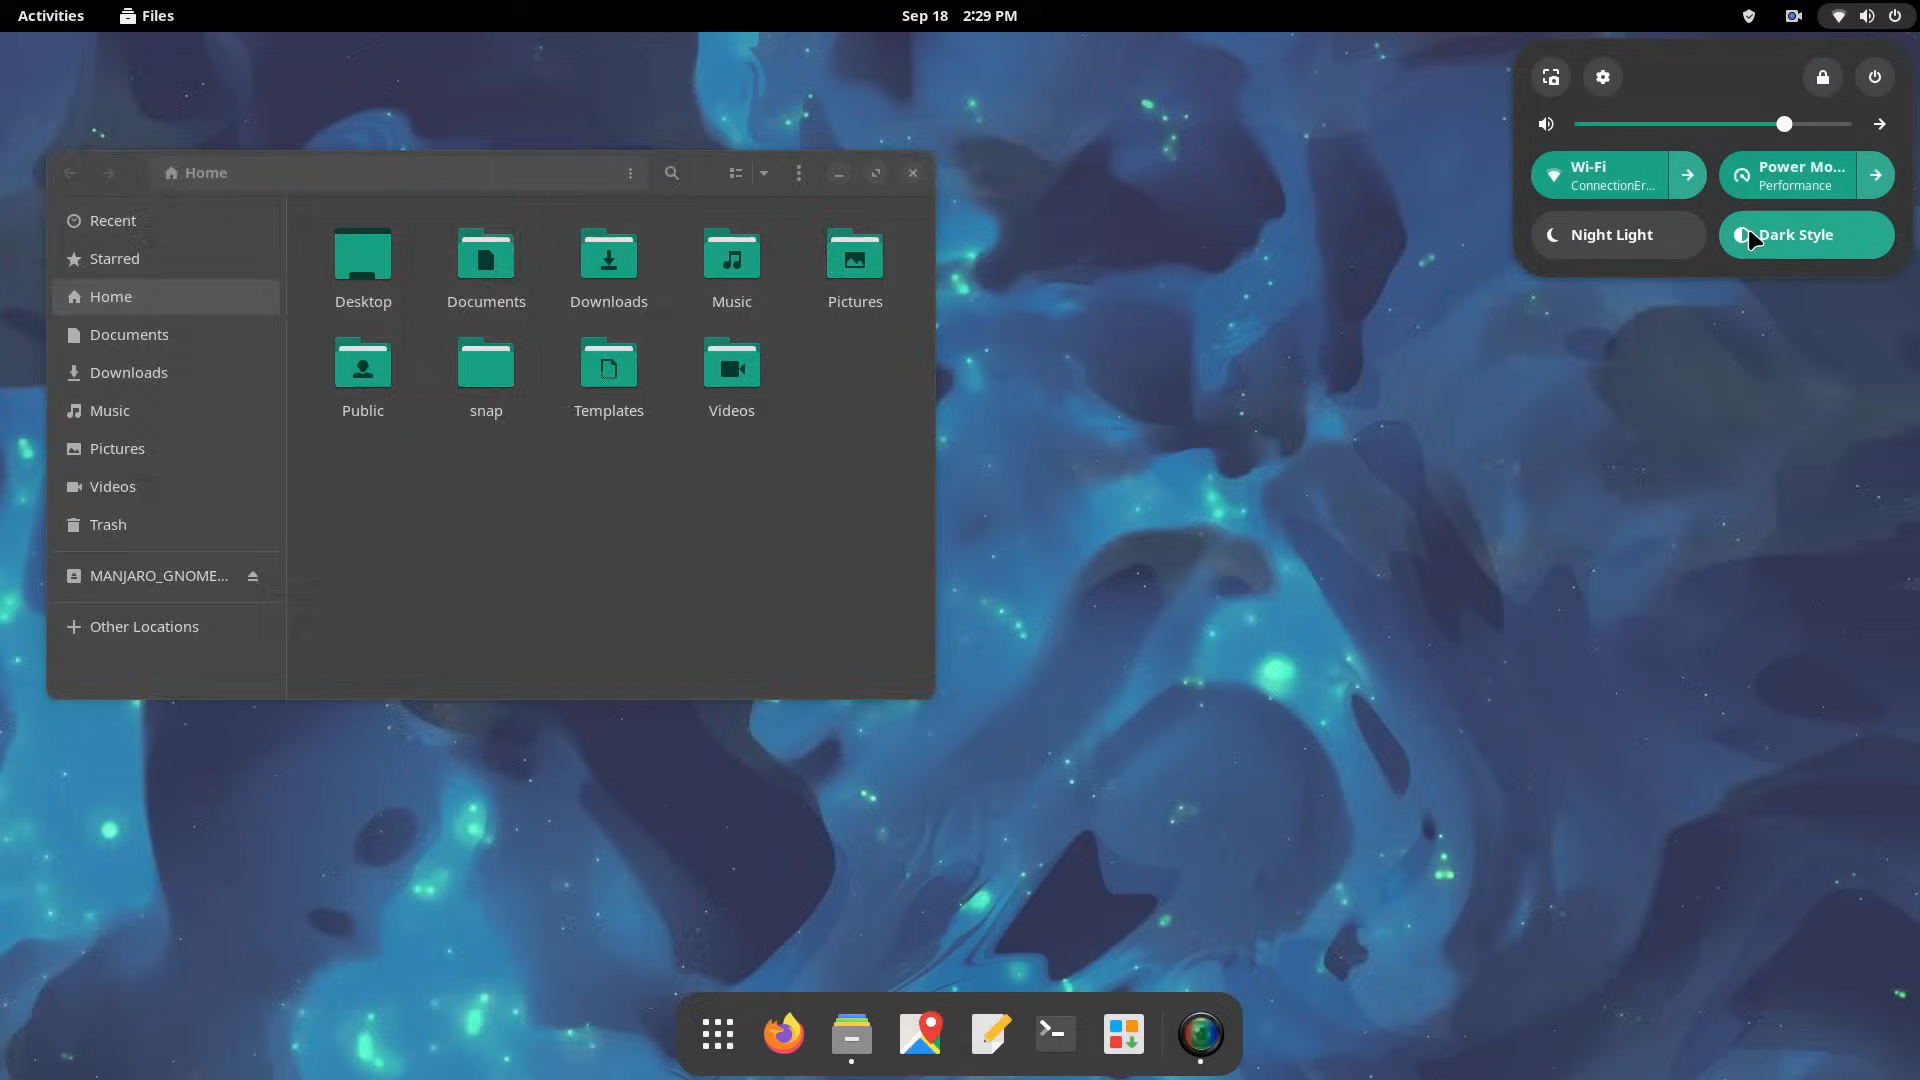 Activities
Files
Sep 18 2:29 PM
Home
Recent
Starred
Home
Documents
Downloads
Music
Pictures
Videos
Trash
MANJARO_GNOME...
Other Locations
Desktop
Documents
Downloads
Music
Pictures
Public
snap
Templates
Videos
Wi-Fi
ConnectionEr...
Power Mo...
Performance
Night Light
Dark Style